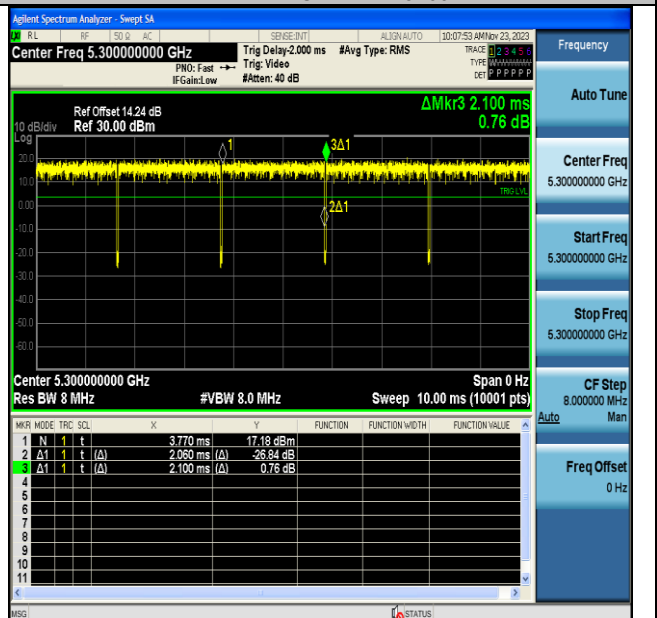 Agilent Spectrum Analyzer - Swept SA
RL RF 50 Ω AC SENSE:INT ALIGN AUTO 10:07:53 AM Nov 23, 2023
Center Freq 5.300000000 GHz
PNO: Fast
IFGain:Low
Trig Delay-2.000 ms
Trig: Video
#Atten: 40 dB
#Avg Type: RMS
TRACE 1 2 3 4 5 6
TYPE
DET P P P P P P
Frequency
Auto Tune
Center Freq
5.300000000 GHz
Start Freq
5.300000000 GHz
Stop Freq
5.300000000 GHz
CF Step
8.000000 MHz
Auto Man
Freq Offset
0 Hz
ΔMkr3 2.100 ms
0.76 dB
Ref Offset 14.24 dB
10 dB/div Ref 30.00 dBm
Log
1
3Δ1
20.0
10.0
TRIG LVL
0.00
2Δ1
-10.0
-20.0
-30.0
-40.0
-50.0
-60.0
Center 5.300000000 GHz Span 0 Hz
Res BW 8 MHz #VBW 8.0 MHz Sweep 10.00 ms (10001 pts)
MKR MODE TRC SCL X Y FUNCTION FUNCTION WIDTH FUNCTION VALUE
1 N 1 t 3.770 ms 17.18 dBm
2 Δ1 1 t (Δ) 2.060 ms (Δ) -26.84 dB
3 Δ1 1 t (Δ) 2.100 ms (Δ) 0.76 dB
4
5
6
7
8
9
10
11
MSG STATUS